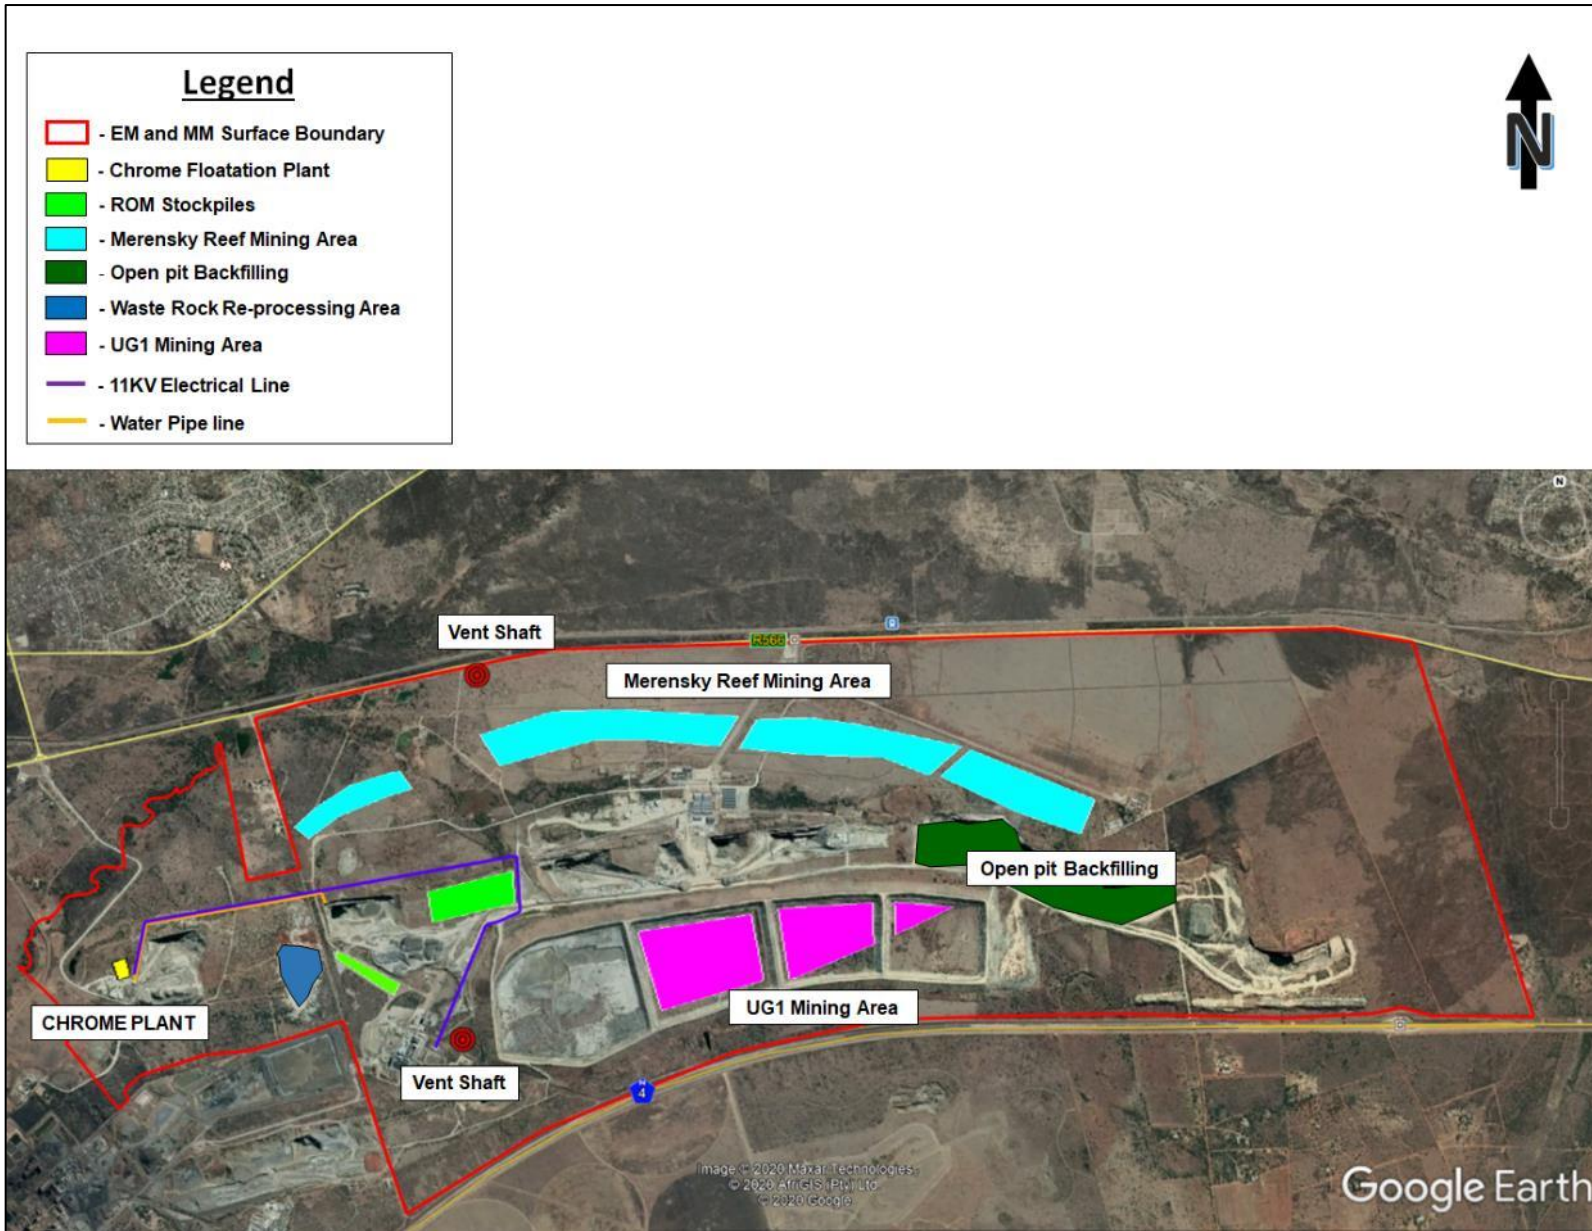 Legend
- EM and MM Surface Boundary
- Chrome Floatation Plant
- ROM Stockpiles
- Merensky Reef Mining Area
- Open pit Backfilling
- Waste Rock Re-processing Area
- UG1 Mining Area
- 11KV Electrical Line
- Water Pipe line
N
N
Vent Shaft
R566
Merensky Reef Mining Area
Open pit Backfilling
UG1 Mining Area
CHROME PLANT
Vent Shaft
N
4
Image © 2020 Maxar Technologies
© 2020 AfriGIS (Pty) Ltd.
© 2020 Google
Google Earth